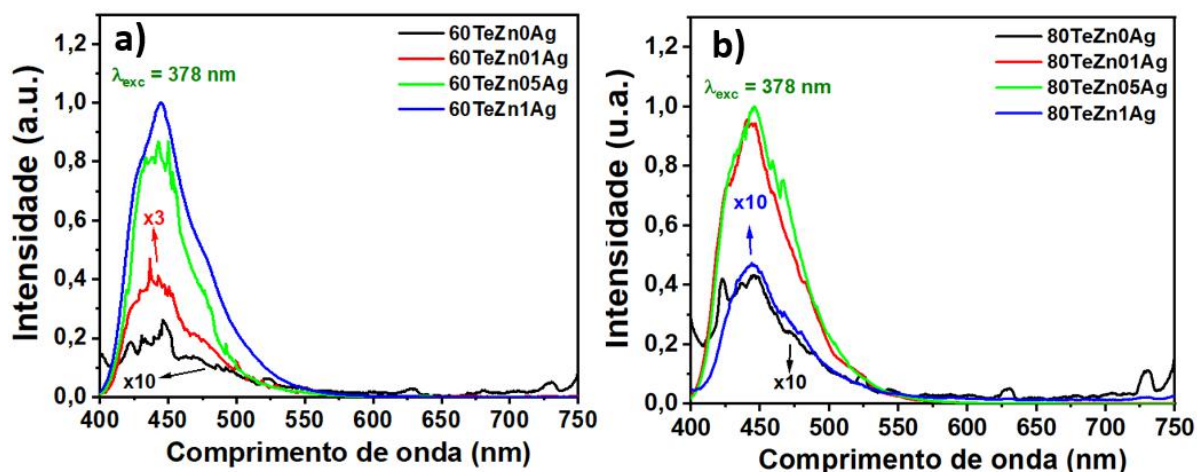 a)
λexc = 378 nm
60TeZn0Ag
60TeZn01Ag
60TeZn05Ag
60TeZn1Ag
x3
x10
Intensidade (a.u.)
1,2
1,0
0,8
0,6
0,4
0,2
0,0
400 450 500 550 600 650 700 750
Comprimento de onda (nm)
b)
λexc = 378 nm
80TeZn0Ag
80TeZn01Ag
80TeZn05Ag
80TeZn1Ag
x10
x10
Intensidade (u.a.)
1,2
1,0
0,8
0,6
0,4
0,2
0,0
400 450 500 550 600 650 700 750
Comprimento de onda (nm)